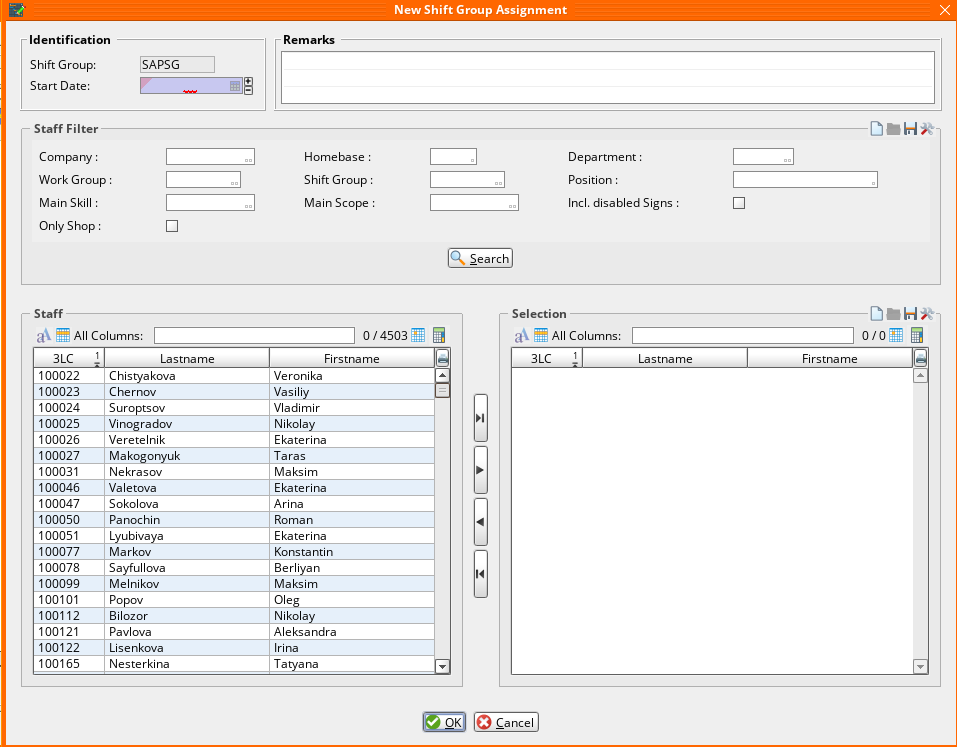 New Shift Group Assignment
Identification
Shift Group: SAPSG
Start Date:
Remarks
Staff Filter
Company : Homebase : Department :
Work Group : Shift Group : Position :
Main Skill : Main Scope : Incl. disabled Signs :
Only Shop :
Search
Staff
All Columns: 0 / 4503
3LC 1 Lastname Firstname
100022 Chistyakova Veronika
100023 Chernov Vasiliy
100024 Suroptsov Vladimir
100025 Vinogradov Nikolay
100026 Veretelnik Ekaterina
100027 Makogonyuk Taras
100031 Nekrasov Maksim
100046 Valetova Ekaterina
100047 Sokolova Arina
100050 Panochin Roman
100051 Lyubivaya Ekaterina
100077 Markov Konstantin
100078 Sayfullova Berliyan
100099 Melnikov Maksim
100101 Popov Oleg
100112 Bilozor Nikolay
100121 Pavlova Aleksandra
100122 Lisenkova Irina
100165 Nesterkina Tatyana
Selection
All Columns: 0 / 0
3LC 1 Lastname Firstname
OK Cancel